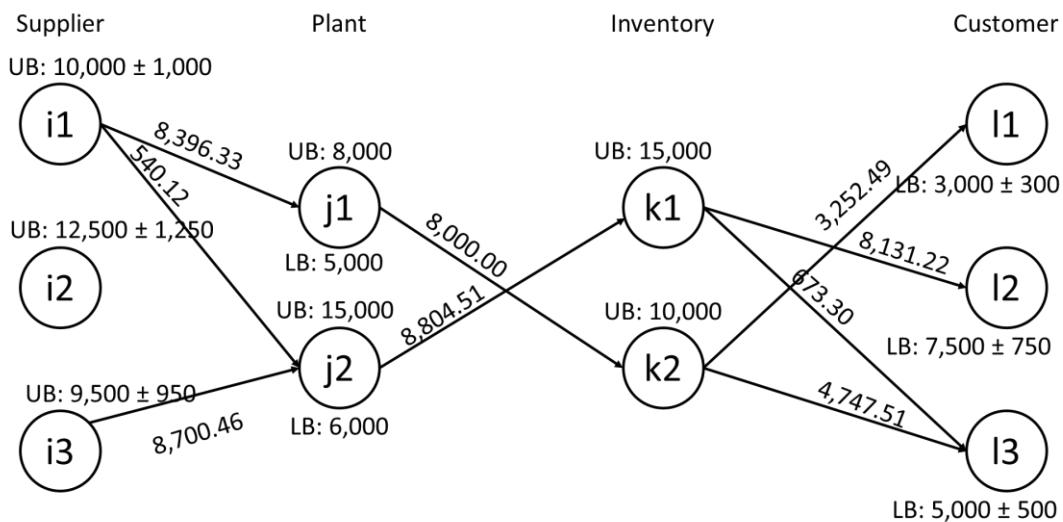 Supplier
Plant
Inventory
Customer
UB: 10,000 ± 1,000
i1
8,396.33
540.12
UB: 8,000
j1
LB: 5,000
UB: 15,000
k1
l1
LB: 3,000 ± 300
3,252.49
UB: 12,500 ± 1,250
i2
8,000.00
8,131.22
l2
LB: 7,500 ± 750
673.30
UB: 15,000
j2
LB: 6,000
8,804.51
UB: 10,000
k2
4,747.51
UB: 9,500 ± 950
i3
8,700.46
l3
LB: 5,000 ± 500